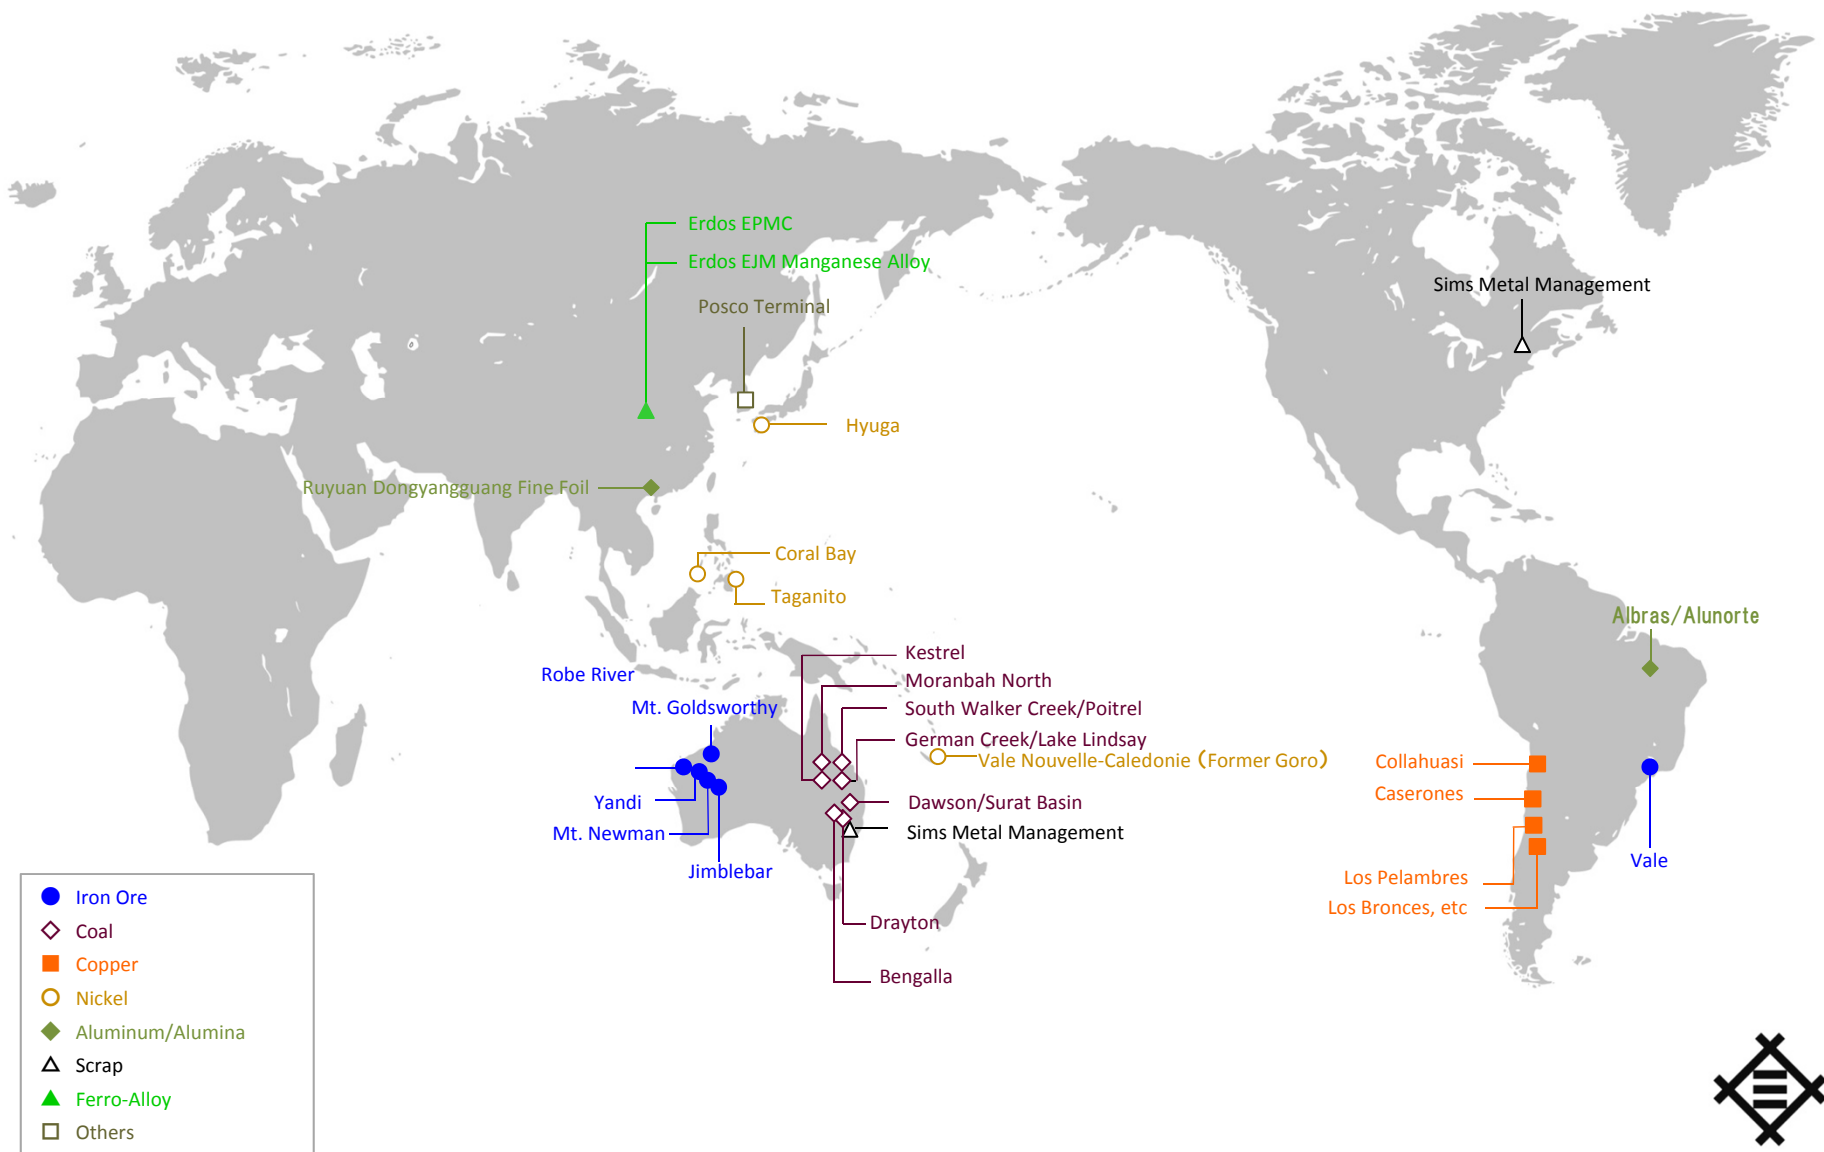 Erdos EPMC
Erdos EJM Manganese Alloy
Sims Metal Management
Posco Terminal
Hyuga
Ruyuan Dongyangguang Fine Foil
Coral Bay
Taganito
Albras/Alunorte
Kestrel
Robe River
Moranbah North
Mt. Goldsworthy
South Walker Creek/Poitrel
German Creek/Lake Lindsay
Vale Nouvelle-Caledonie (Former Goro)
Collahuasi
Caserones
Yandi
Dawson/Surat Basin
Mt. Newman
Sims Metal Management
Vale
Jimblebar
Los Pelambres
Los Bronces, etc
Drayton
Bengalla
Iron Ore
Coal
Copper
Nickel
Aluminum/Alumina
Scrap
Ferro-Alloy
Others